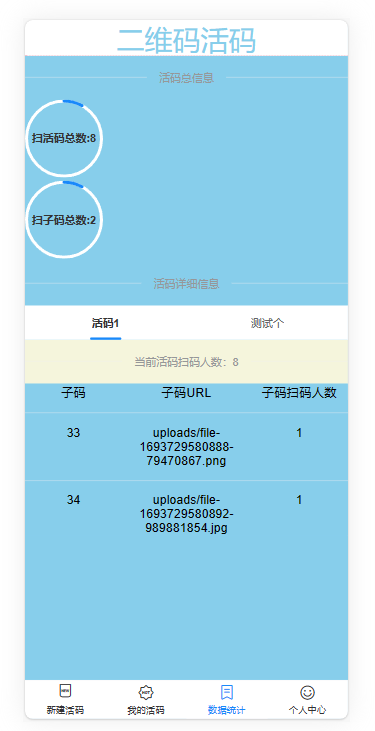 二维码活码
活码总信息
扫活码总数:8
扫子码总数:2
活码详细信息
活码1 测试个
当前活码扫码人数：8
子码 子码URL 子码扫码人数
33 uploads/file- 1
1693729580888-
79470867.png
34 uploads/file- 1
1693729580892-
989881854.jpg
NEW HOT
新建活码 我的活码 数据统计 个人中心